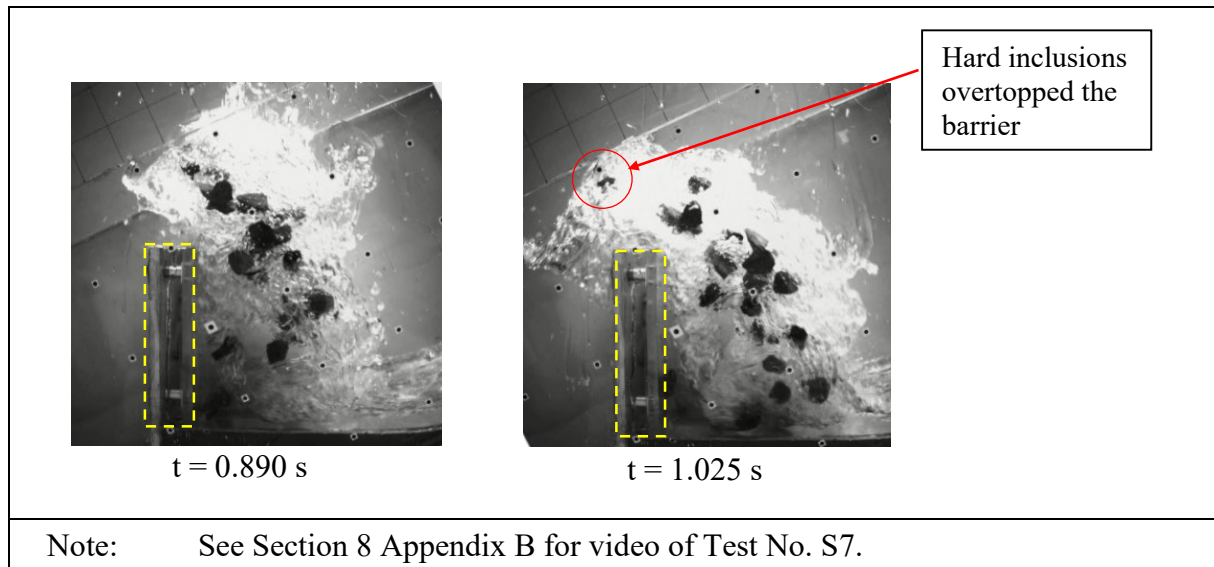 Hard inclusions
overtopped the
barrier
t = 0.890 s
t = 1.025 s
Note: See Section 8 Appendix B for video of Test No. S7.